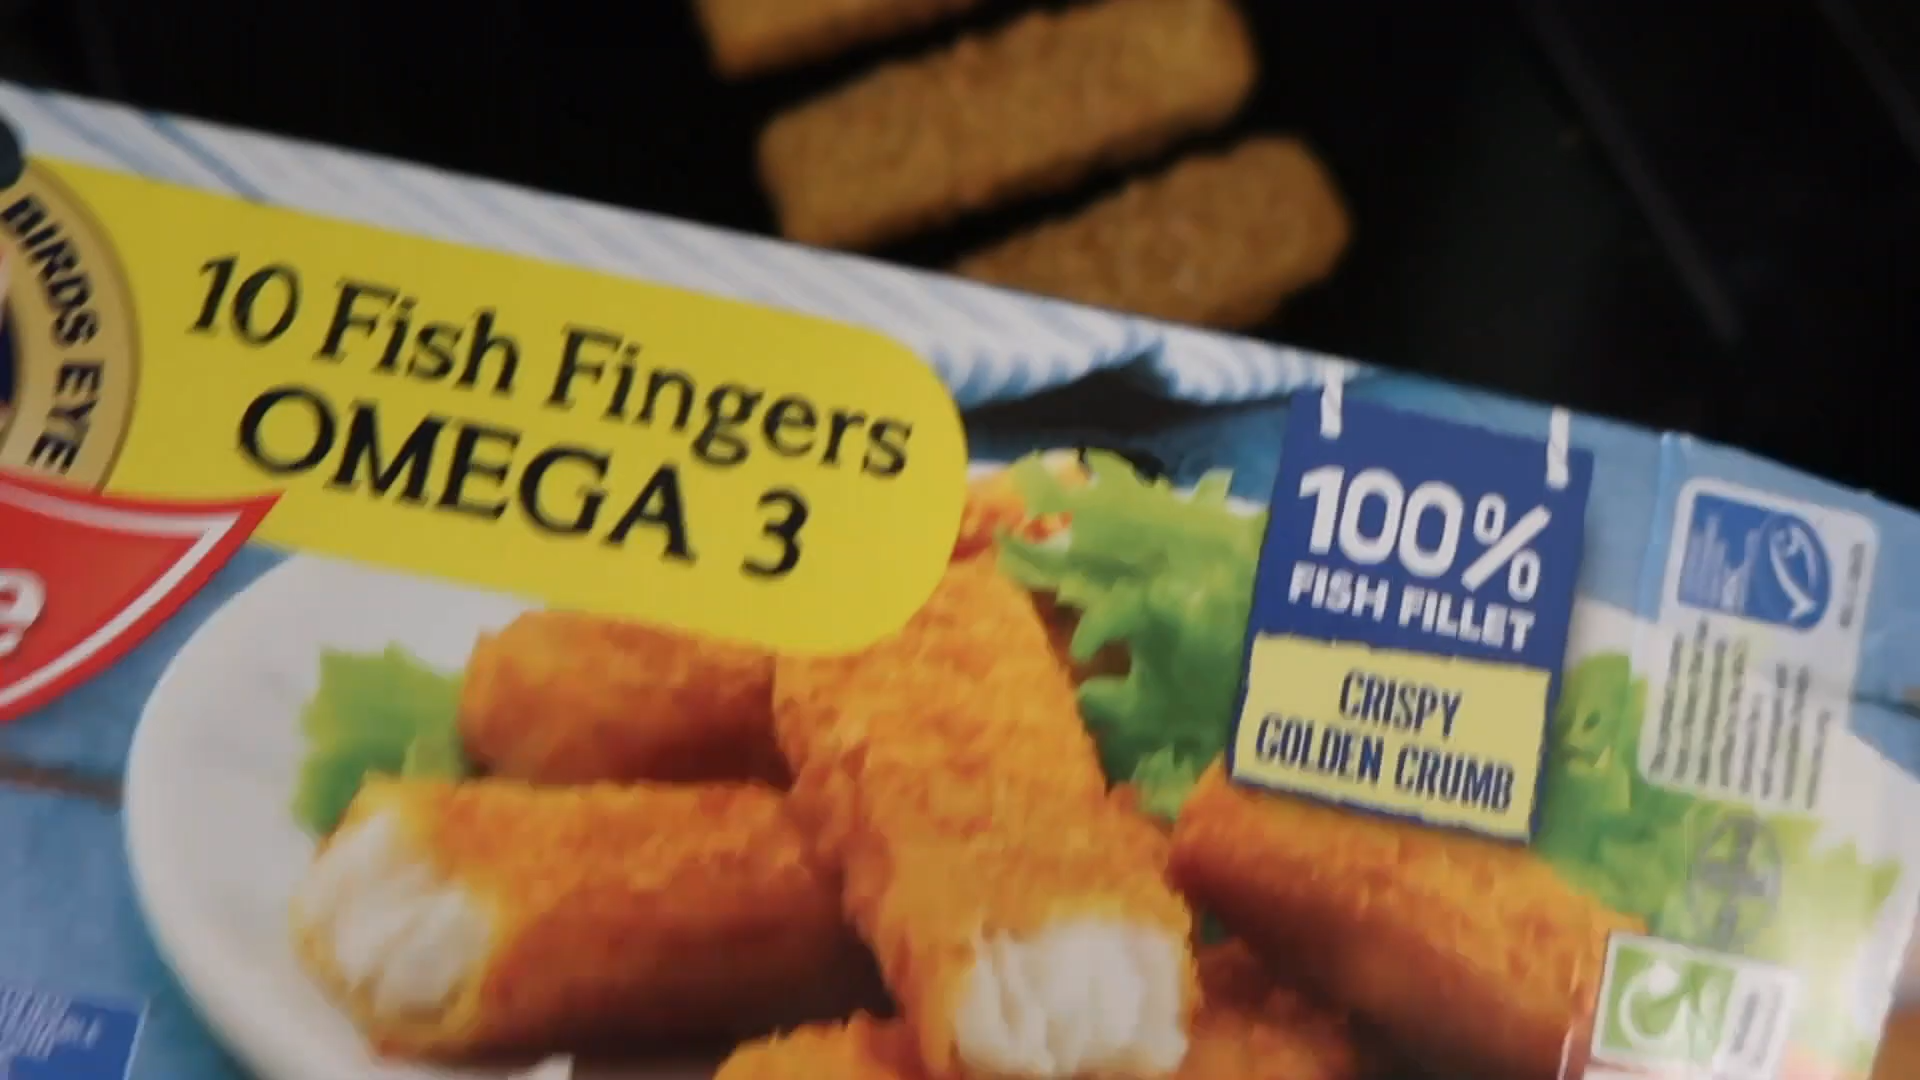 BIRDS EYE
10 Fish Fingers
OMEGA 3
e
100%
FISH FILLET
CRISPY
GOLDEN CRUMB